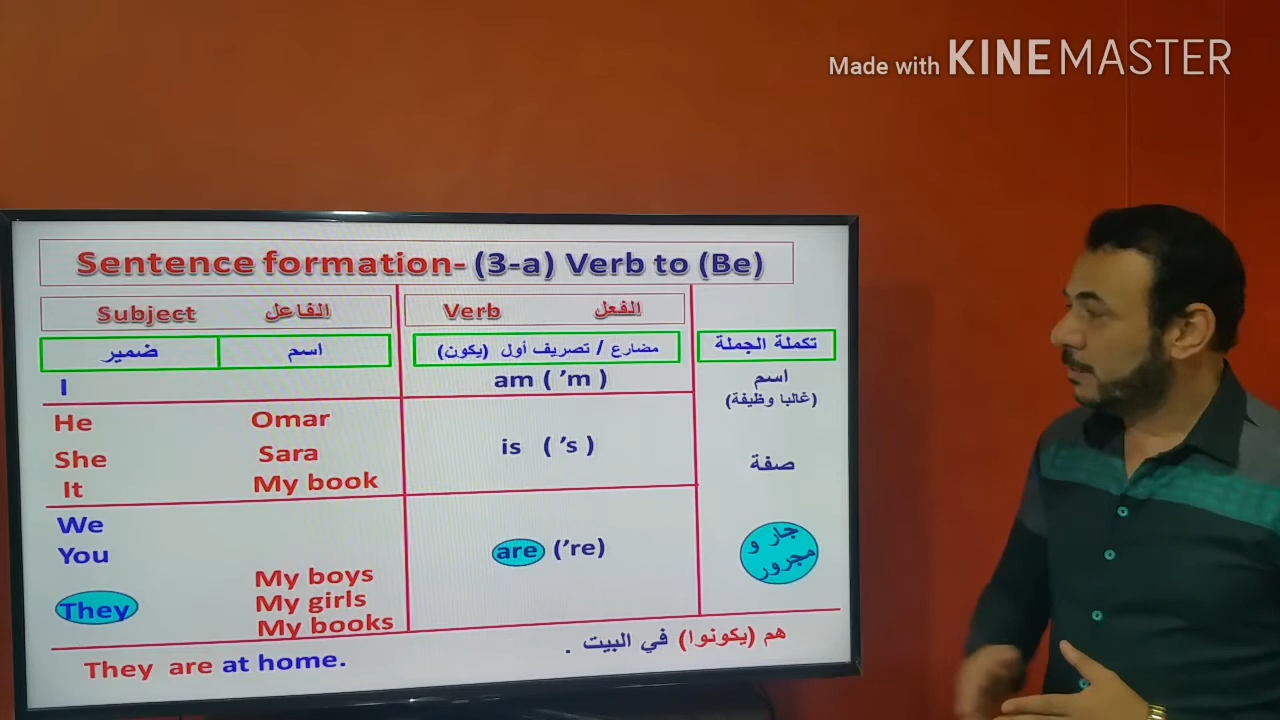 Made with KINEMASTER
Sentence formation- (3-a) Verb to (Be)
Subject الفاعل Verb الفعل
ضمير اسم مضارع / تصريف أول (يكون) تكملة الجملة
I am ( ’m ) اسم
(غالبا وظيفة)
He Omar
She Sara is ( ’s ) صفة
It My book
We
You are (’re) جار و
مجرور
My boys
They My girls
My books
They are at home. هم (يكونوا) في البيت .